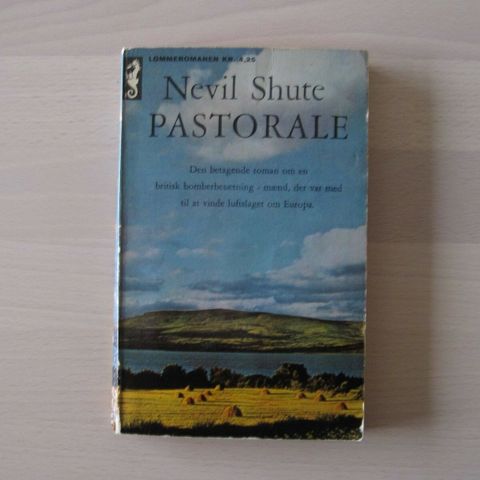 LOMMEROMANEN KR. 4,25
Nevil Shute
PASTORALE
Den betagende roman om en
britisk bomberbesætning - mænd, der var med
til at vinde luftslaget om Europa.